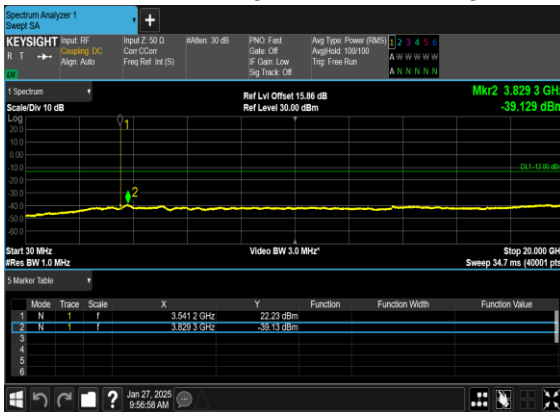 Spectrum Analyzer 1
Swept SA
KEYSIGHT Input: RF Input Z: 50 Ω #Atten: 30 dB PNO: Fast Avg Type: Power (RMS) 1 2 3 4 5 6
R T Coupling: DC Corr CCorr Gate: Off Avg|Hold: 100/100 A W W W W W
Align: Auto Freq Ref: Int (S) IF Gain: Low Trig: Free Run
Sig Track: Off A N N N N N
1 Spectrum Ref Lvl Offset 15.86 dB Mkr2 3.829 3 GHz
Scale/Div 10 dB Ref Level 30.00 dBm -39.129 dBm
Log
20.0
10.0
0.00
-10.0
DL1 -13.00 dBm
-20.0
-30.0
-40.0
-50.0
-60.0
1
2
Start 30 MHz Video BW 3.0 MHz* Stop 20.000 GHz
#Res BW 1.0 MHz Sweep 34.7 ms (40001 pts)
5 Marker Table
Mode Trace Scale X Y Function Function Width Function Value
1 N 1 f 3.541 2 GHz 22.23 dBm
2 N 1 f 3.829 3 GHz -39.13 dBm
3
4
5
6
? Jan 27, 2025
9:56:58 AM